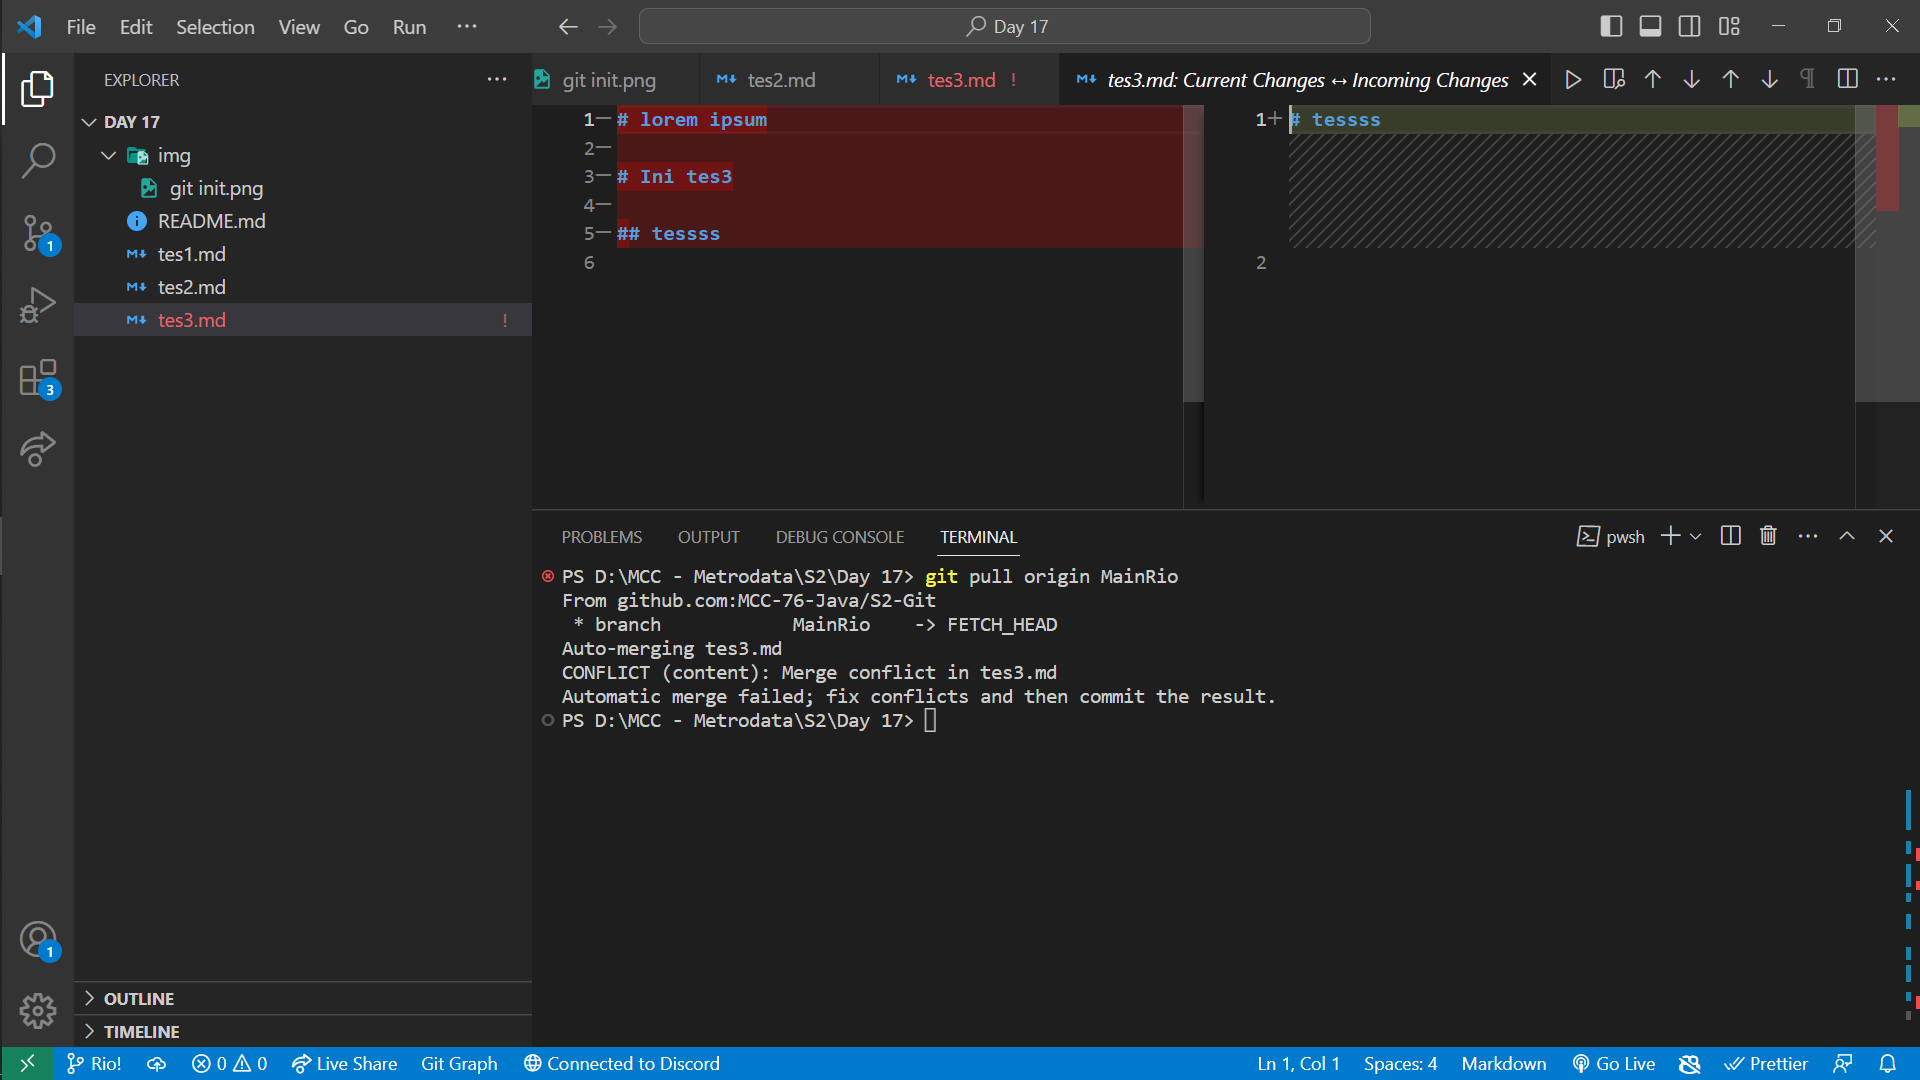 File Edit Selection View Go Run ···
Day 17
EXPLORER
git init.png
tes2.md
tes3.md !
tes3.md: Current Changes ↔ Incoming Changes
DAY 17
img
git init.png
README.md
tes1.md
tes2.md
tes3.md !
1
3
1
1 # lorem ipsum
2
3 # Ini tes3
4
5 ## tessss
6
1+ # tessss
2
PROBLEMS OUTPUT DEBUG CONSOLE TERMINAL
pwsh
PS D:\MCC - Metrodata\S2\Day 17> git pull origin MainRio
From github.com:MCC-76-Java/S2-Git
* branch MainRio -> FETCH_HEAD
Auto-merging tes3.md
CONFLICT (content): Merge conflict in tes3.md
Automatic merge failed; fix conflicts and then commit the result.
PS D:\MCC - Metrodata\S2\Day 17>
OUTLINE
TIMELINE
Rio! 0 0 Live Share Git Graph Connected to Discord
Ln 1, Col 1 Spaces: 4 Markdown Go Live Prettier